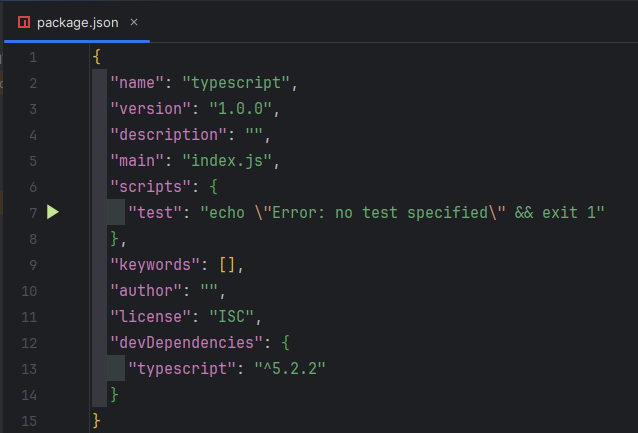 package.json ×
1 {
2 "name": "typescript",
3 "version": "1.0.0",
4 "description": "",
5 "main": "index.js",
6 "scripts": {
7 "test": "echo \"Error: no test specified\" && exit 1"
8 },
9 "keywords": [],
10 "author": "",
11 "license": "ISC",
12 "devDependencies": {
13 "typescript": "^5.2.2"
14 }
15 }